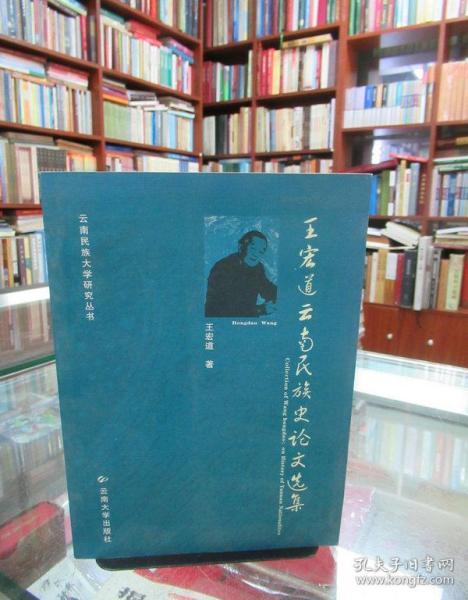 王宏道云南民族史论文选集
Collection of Wang hongdao: on History of Yunnan Nationalities
Hongdao Wang
王宏道 著
云南民族大学研究丛书
云南大学出版社
孔夫子旧书网
www.kongfz.com